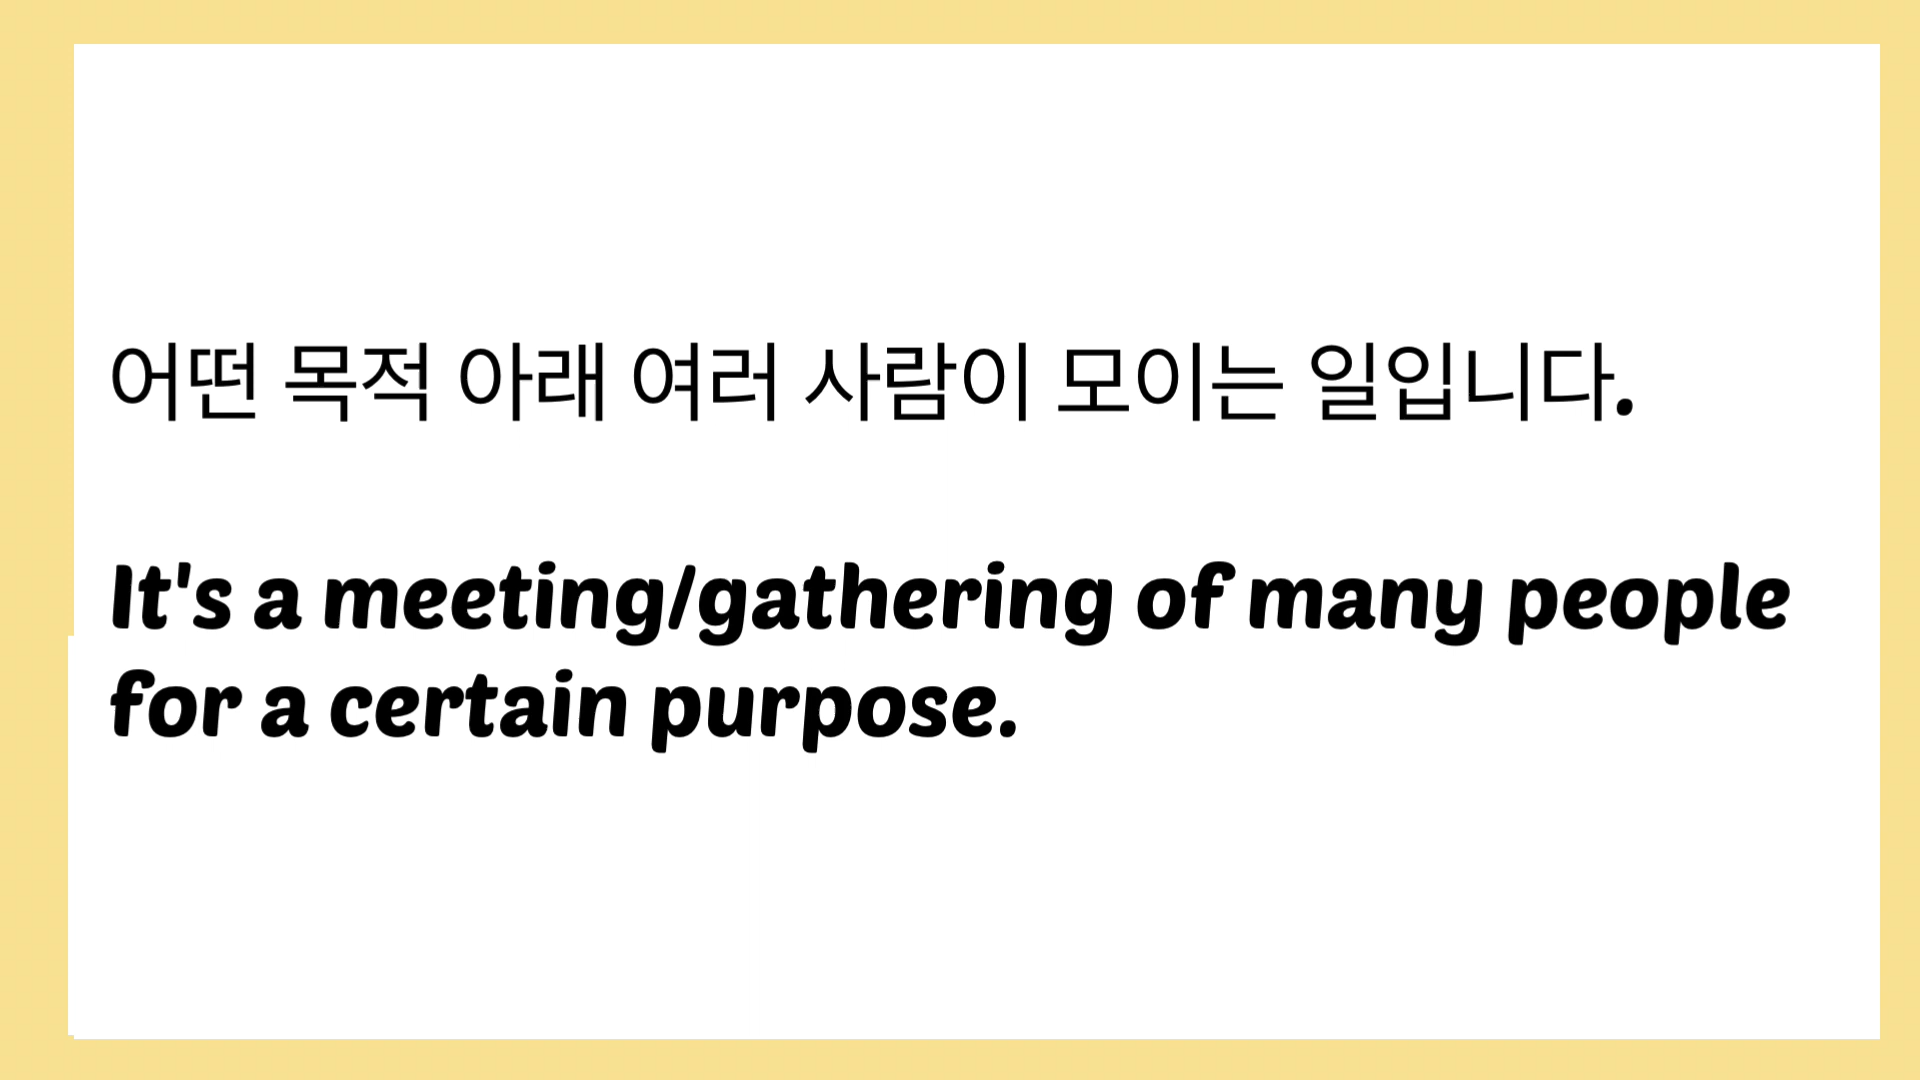 어떤 목적 아래 여러 사람이 모이는 일입니다.
It's a meeting/gathering of many people
for a certain purpose.